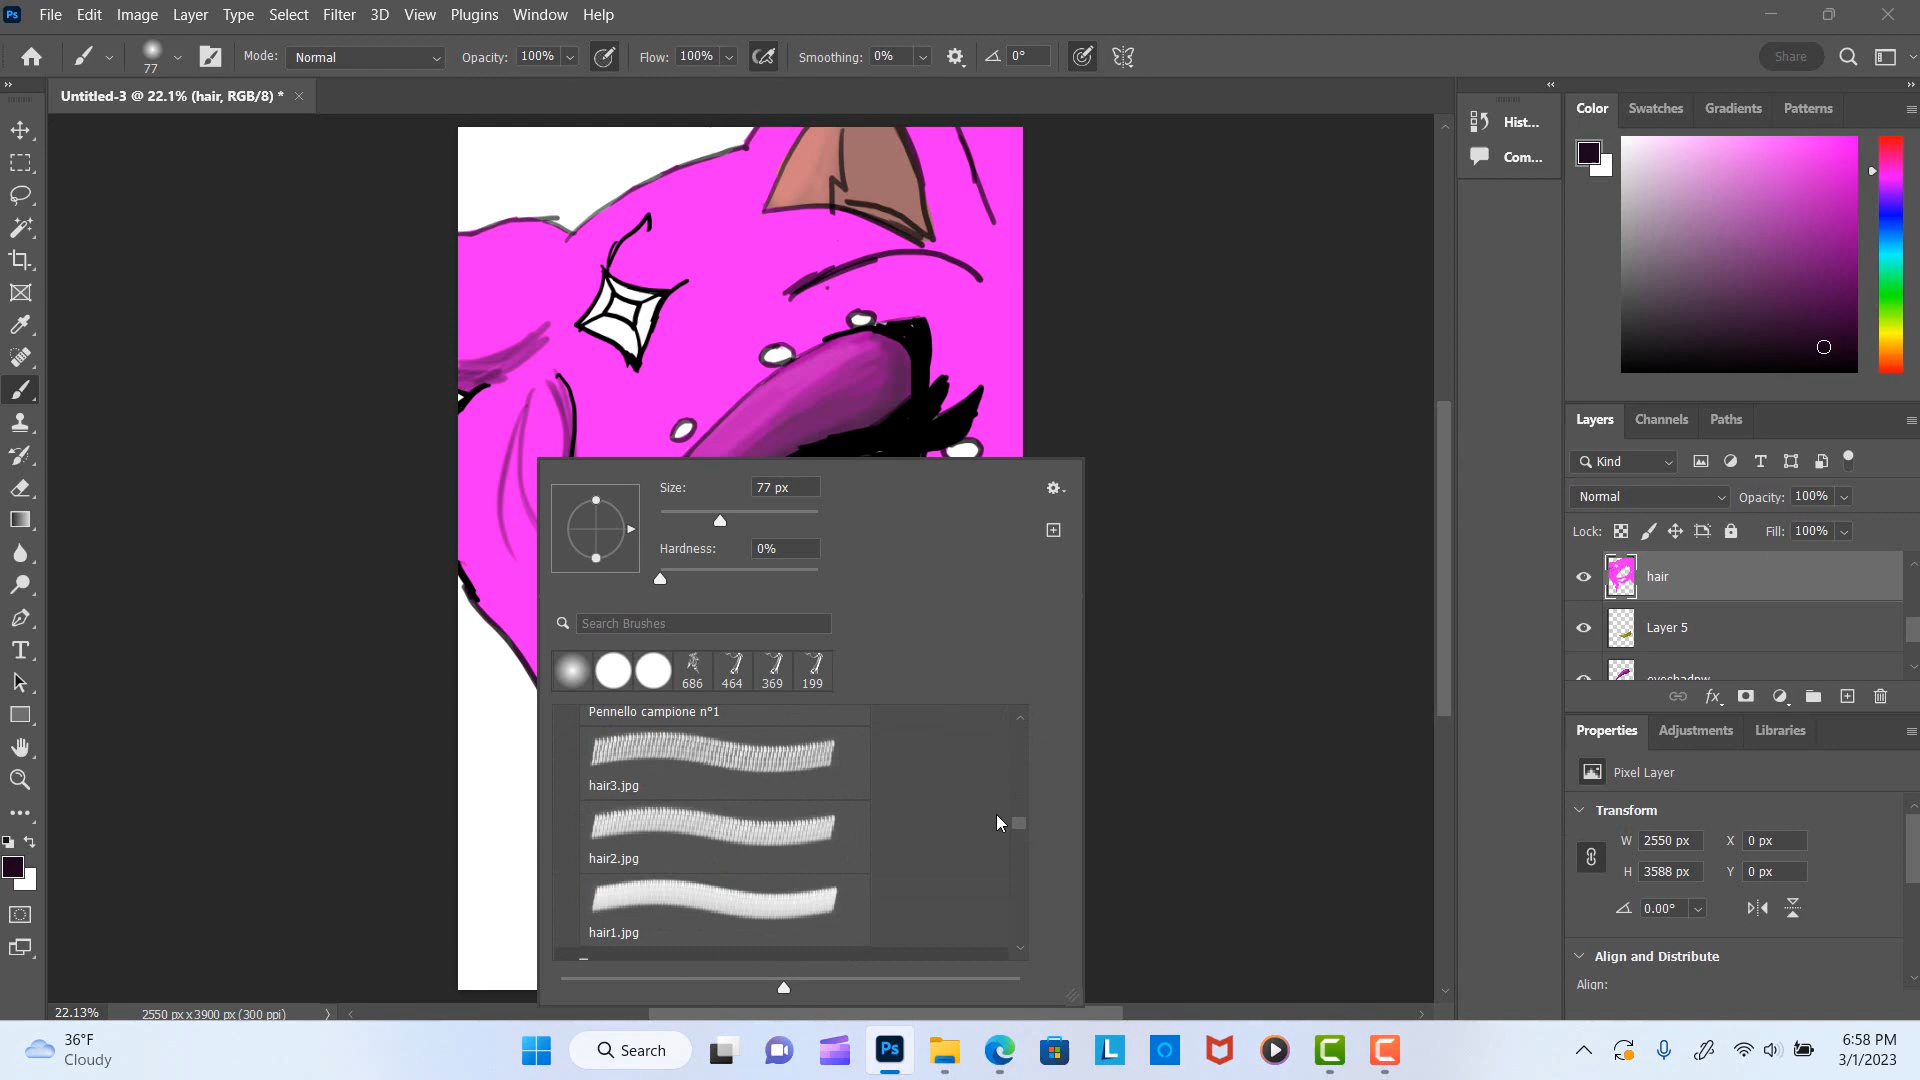 Ps File Edit Image Layer Type Select Filter 3D View Plugins Window Help
77 Mode: Normal Opacity: 100% Flow: 100% Smoothing: 0% 0° Share
Untitled-3 @ 22.1% (hair, RGB/8) *
Hist...
Com...
Color Swatches Gradients Patterns
Layers Channels Paths
Kind
Normal Opacity: 100%
Lock: Fill: 100%
hair
Layer 5
eyeshadpw
Properties Adjustments Libraries
Pixel Layer
Transform
W 2550 px X 0 px
H 3588 px Y 0 px
0.00°
Align and Distribute
Align:
Size: 77 px
Hardness: 0%
Search Brushes
686 464 369 199
Pennello campione n°1
hair3.jpg
hair2.jpg
hair1.jpg
22.13% 2550 px x 3900 px (300 ppi)
36°F
Cloudy
Search
Ps
L
6:58 PM
3/1/2023